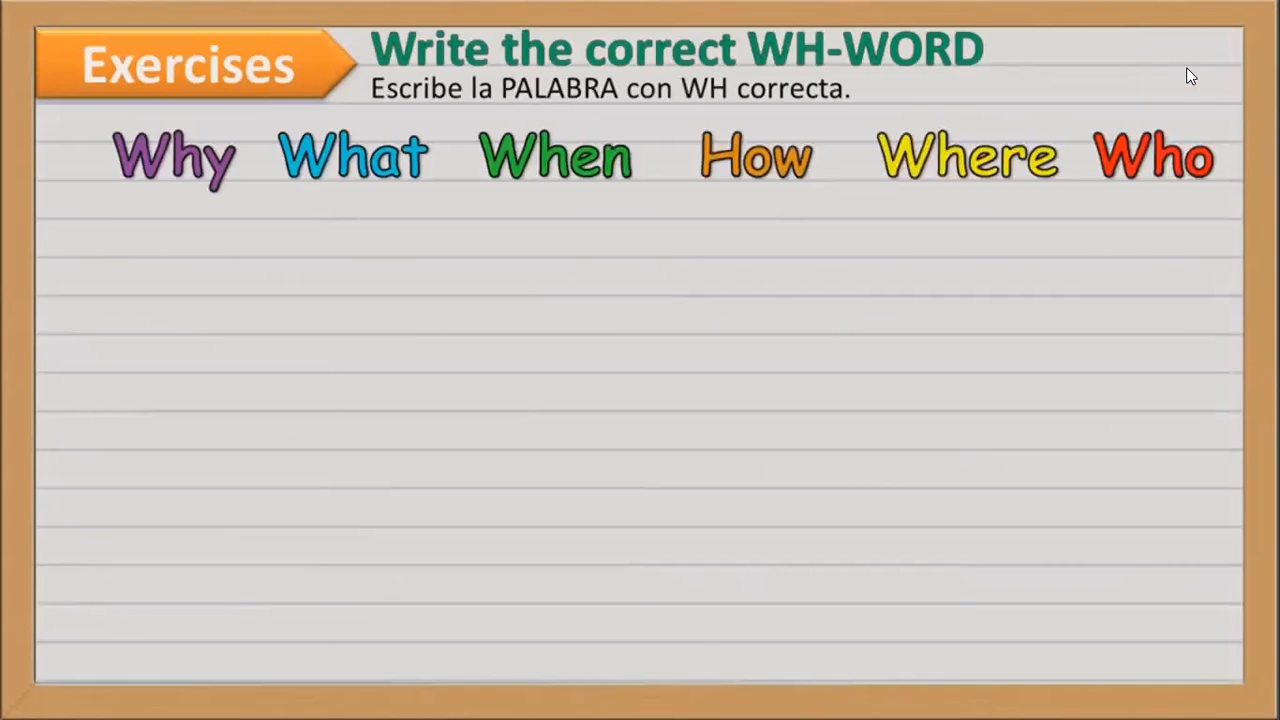 Exercises
Write the correct WH-WORD
Escribe la PALABRA con WH correcta.
Why What When How Where Who